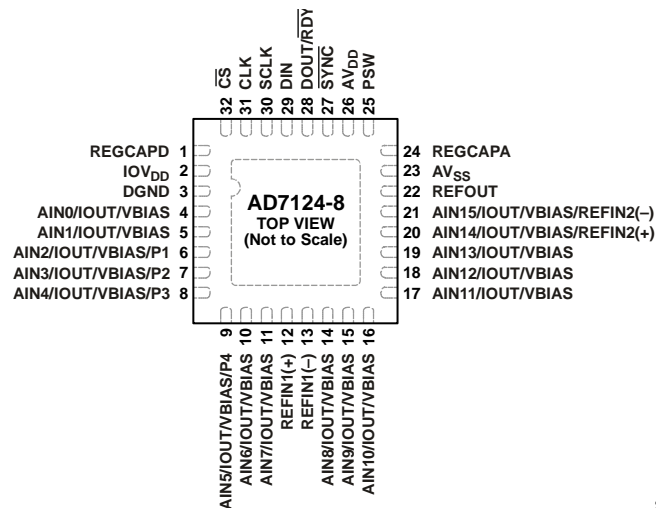 C̅S̅
CLK
SCLK
DIN
DOUT/R̅D̅Y̅
S̅Y̅N̅C̅
AVDD
PSW
32
31
30
29
28
27
26
25
REGCAPD 1
IOVDD 2
DGND 3
AIN0/IOUT/VBIAS 4
AIN1/IOUT/VBIAS 5
AIN2/IOUT/VBIAS/P1 6
AIN3/IOUT/VBIAS/P2 7
AIN4/IOUT/VBIAS/P3 8
AD7124-8
TOP VIEW
(Not to Scale)
24 REGCAPA
23 AVSS
22 REFOUT
21 AIN15/IOUT/VBIAS/REFIN2(–)
20 AIN14/IOUT/VBIAS/REFIN2(+)
19 AIN13/IOUT/VBIAS
18 AIN12/IOUT/VBIAS
17 AIN11/IOUT/VBIAS
AIN5/IOUT/VBIAS/P4 9
AIN6/IOUT/VBIAS 10
AIN7/IOUT/VBIAS 11
REFIN1(+) 12
REFIN1(–) 13
AIN8/IOUT/VBIAS 14
AIN9/IOUT/VBIAS 15
AIN10/IOUT/VBIAS 16